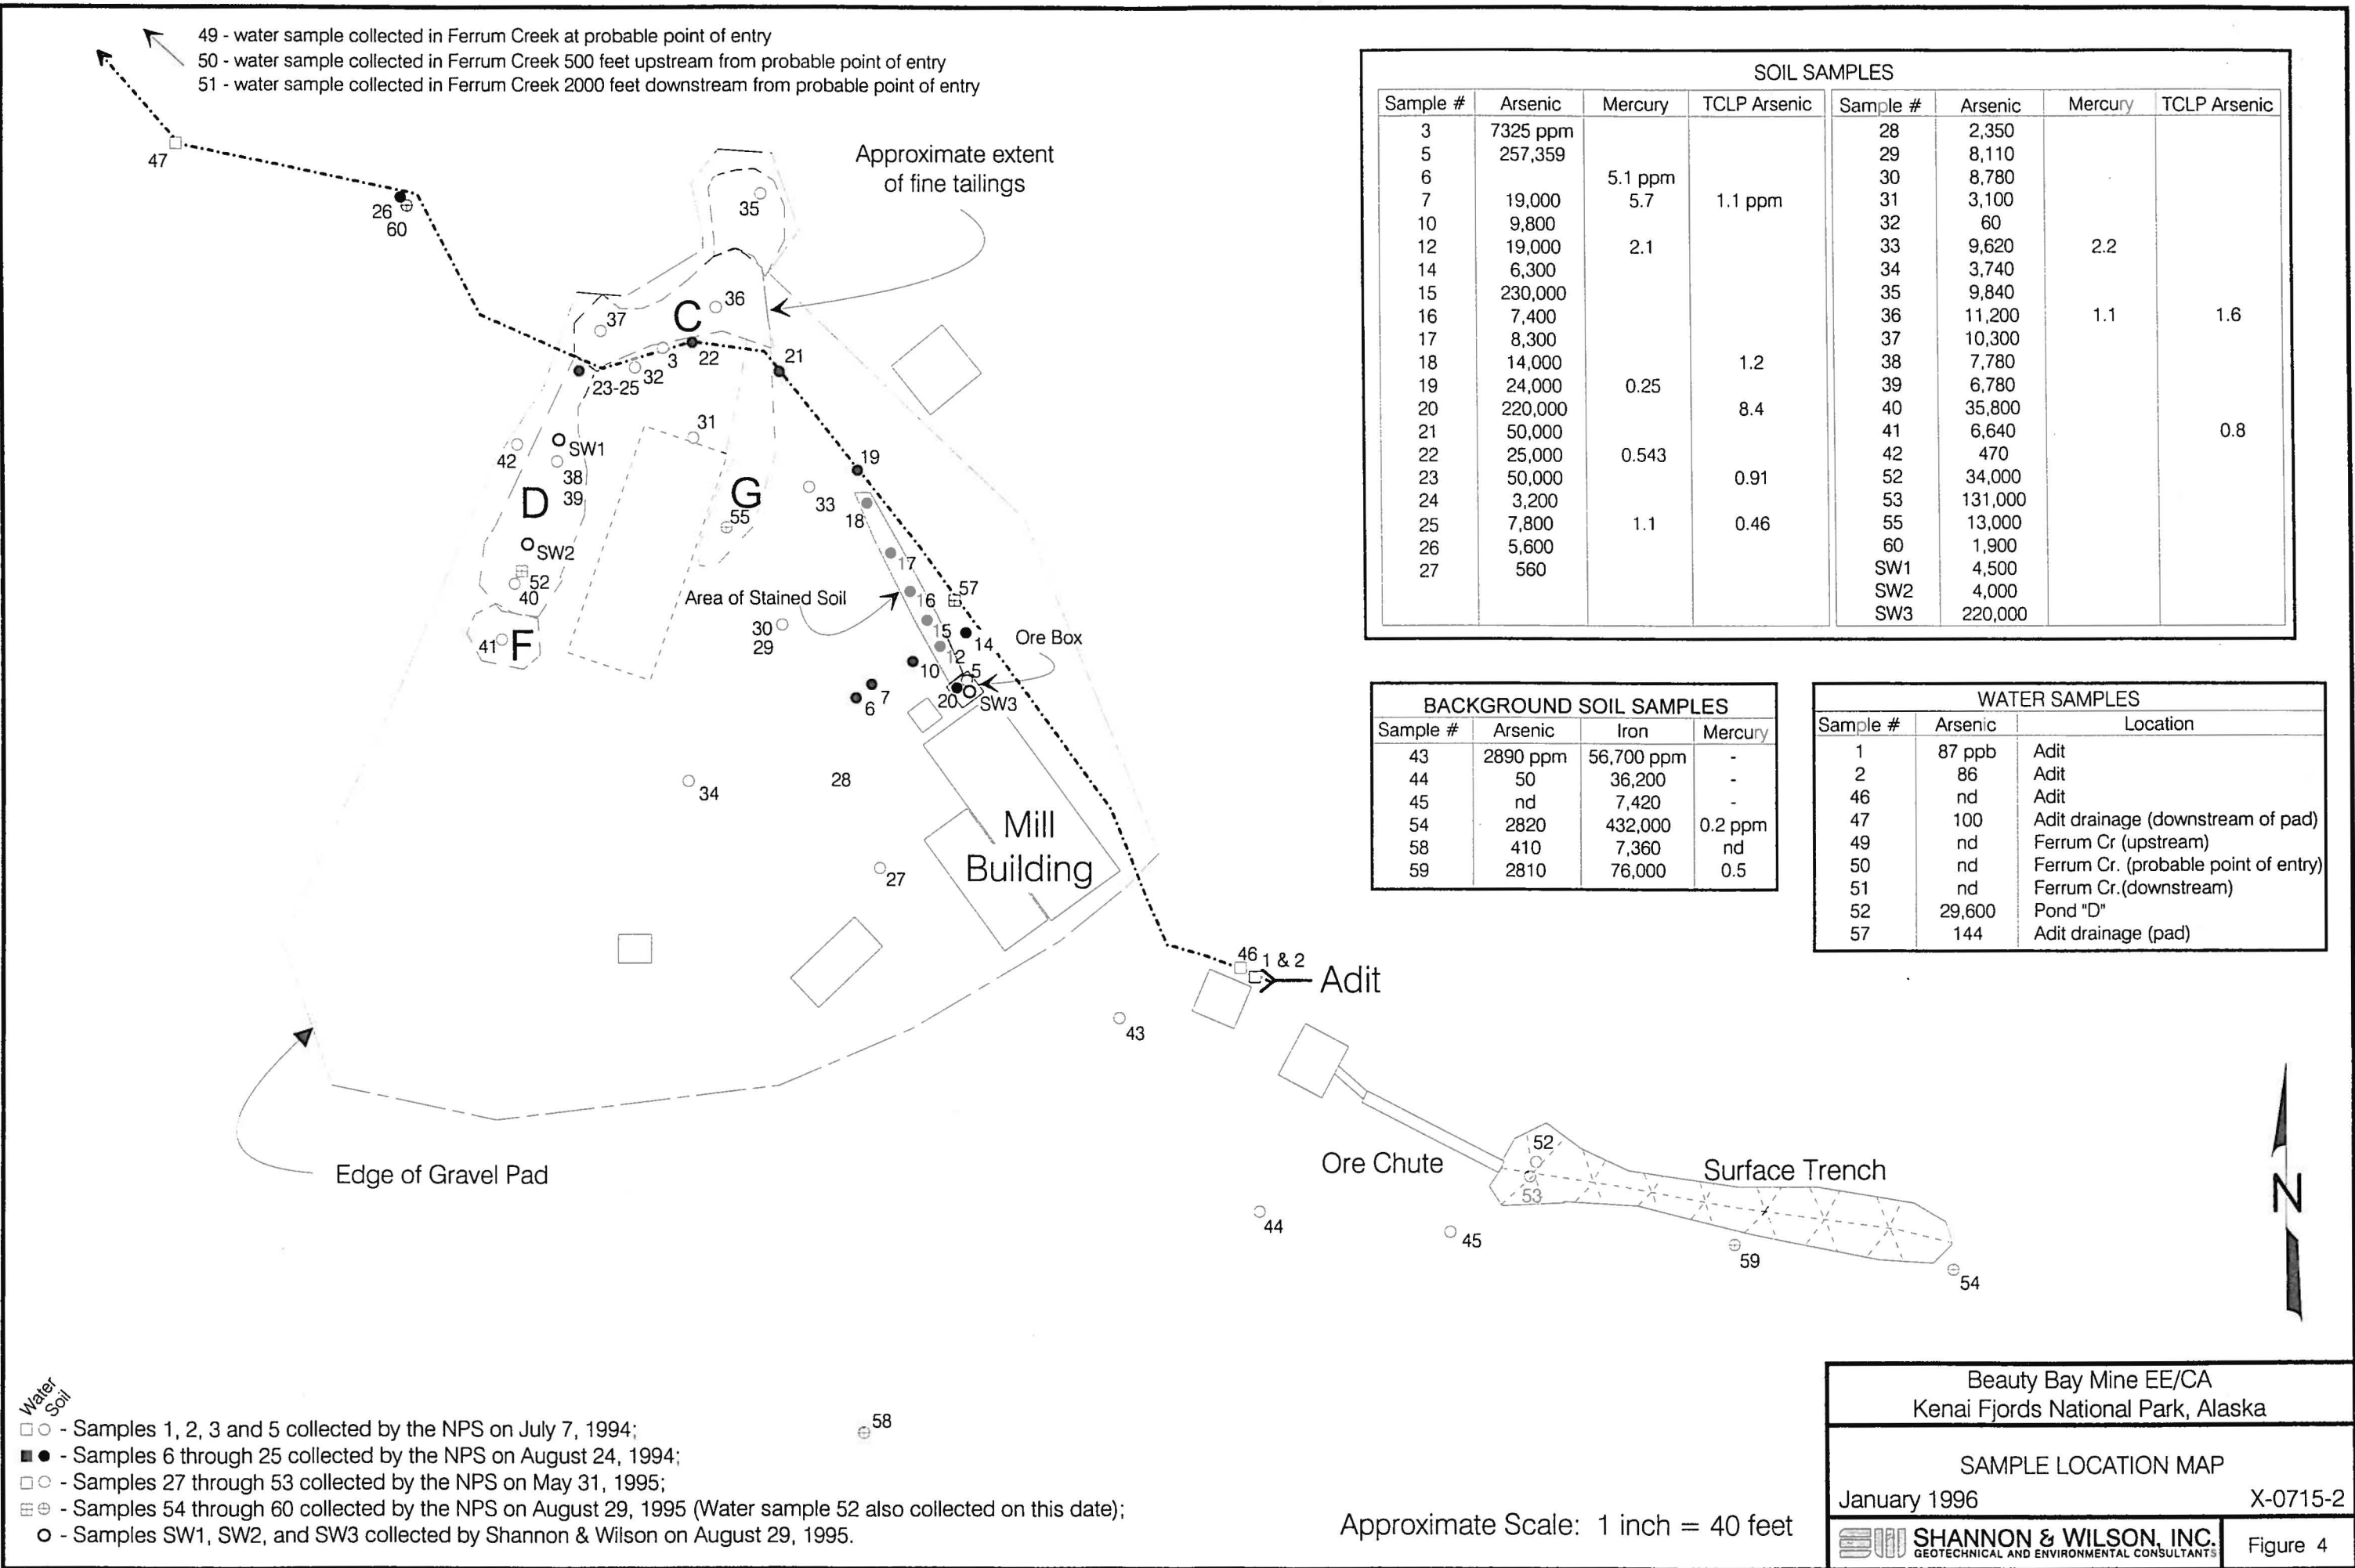 49 - water sample collected in Ferrum Creek at probable point of entry
50 - water sample collected in Ferrum Creek 500 feet upstream from probable point of entry
51 - water sample collected in Ferrum Creek 2000 feet downstream from probable point of entry
47
26
60
Approximate extent
of fine tailings
35
36
C
37
3
22
21
32
23-25
31
19
42
SW1
38
39
D
G
33
18
55
SW2
17
52
40
Area of Stained Soil
57
16
30
29
15
14
Ore Box
41
F
12
10
5
7
6
20
SW3
34
28
Mill
Building
27
46
1 & 2
Adit
43
Edge of Gravel Pad
Ore Chute
52
53
Surface Trench
44
45
59
54
58
N
SOIL SAMPLES
Sample # Arsenic Mercury TCLP Arsenic Sample # Arsenic Mercury TCLP Arsenic
3 7325 ppm 28 2,350
5 257,359 29 8,110
6 5.1 ppm 30 8,780
7 19,000 5.7 1.1 ppm 31 3,100
10 9,800 32 60
12 19,000 2.1 33 9,620 2.2
14 6,300 34 3,740
15 230,000 35 9,840
16 7,400 36 11,200 1.1 1.6
17 8,300 37 10,300
18 14,000 1.2 38 7,780
19 24,000 0.25 39 6,780
20 220,000 8.4 40 35,800
21 50,000 41 6,640 0.8
22 25,000 0.543 42 470
23 50,000 0.91 52 34,000
24 3,200 53 131,000
25 7,800 1.1 0.46 55 13,000
26 5,600 60 1,900
27 560 SW1 4,500
SW2 4,000
SW3 220,000
BACKGROUND SOIL SAMPLES
Sample # Arsenic Iron Mercury
43 2890 ppm 56,700 ppm -
44 50 36,200 -
45 nd 7,420 -
54 2820 432,000 0.2 ppm
58 410 7,360 nd
59 2810 76,000 0.5
WATER SAMPLES
Sample # Arsenic Location
1 87 ppb Adit
2 86 Adit
46 nd Adit
47 100 Adit drainage (downstream of pad)
49 nd Ferrum Cr (upstream)
50 nd Ferrum Cr. (probable point of entry)
51 nd Ferrum Cr.(downstream)
52 29,600 Pond "D"
57 144 Adit drainage (pad)
Water
Soil
- Samples 1, 2, 3 and 5 collected by the NPS on July 7, 1994;
- Samples 6 through 25 collected by the NPS on August 24, 1994;
- Samples 27 through 53 collected by the NPS on May 31, 1995;
- Samples 54 through 60 collected by the NPS on August 29, 1995 (Water sample 52 also collected on this date);
- Samples SW1, SW2, and SW3 collected by Shannon & Wilson on August 29, 1995.
Approximate Scale: 1 inch = 40 feet
Beauty Bay Mine EE/CA
Kenai Fjords National Park, Alaska
SAMPLE LOCATION MAP
January 1996 X-0715-2
SHANNON & WILSON, INC.
GEOTECHNICAL AND ENVIRONMENTAL CONSULTANTS
Figure 4